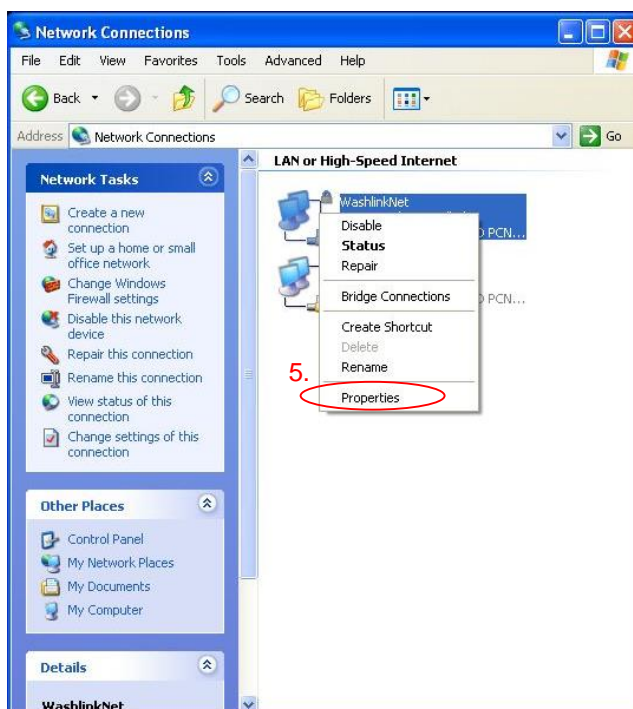 Network Connections
File Edit View Favorites Tools Advanced Help
Back Search Folders
Address Network Connections Go
Network Tasks
Create a new
connection
Set up a home or small
office network
Change Windows
Firewall settings
Disable this network
device
Repair this connection
Rename this connection
View status of this
connection
Change settings of this
connection
Other Places
Control Panel
My Network Places
My Documents
My Computer
Details
WashlinkNet
LAN or High-Speed Internet
WashlinkNet
PCN...
PCN...
Disable
Status
Repair
Bridge Connections
Create Shortcut
Delete
Rename
5.
Properties